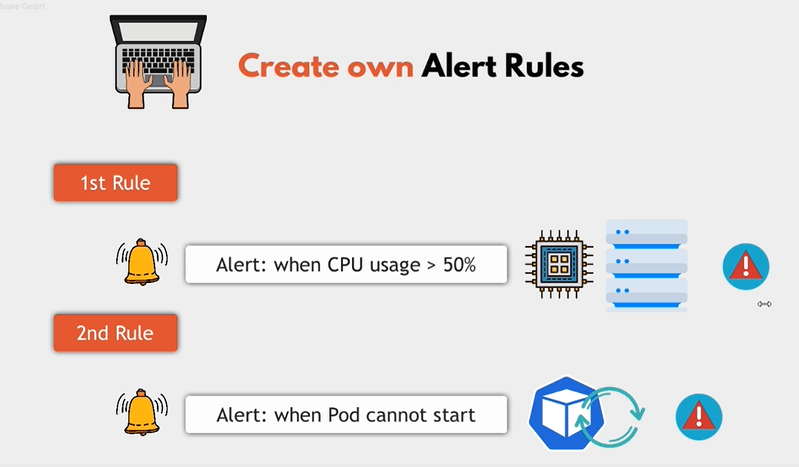 Create own Alert Rules
1st Rule
Alert: when CPU usage > 50%
2nd Rule
Alert: when Pod cannot start